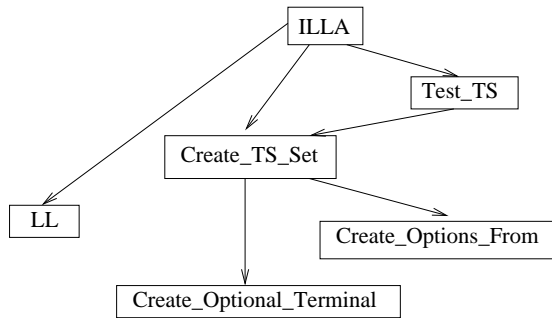 ILLA
Test_TS
Create_TS_Set
LL
Create_Options_From
Create_Optional_Terminal